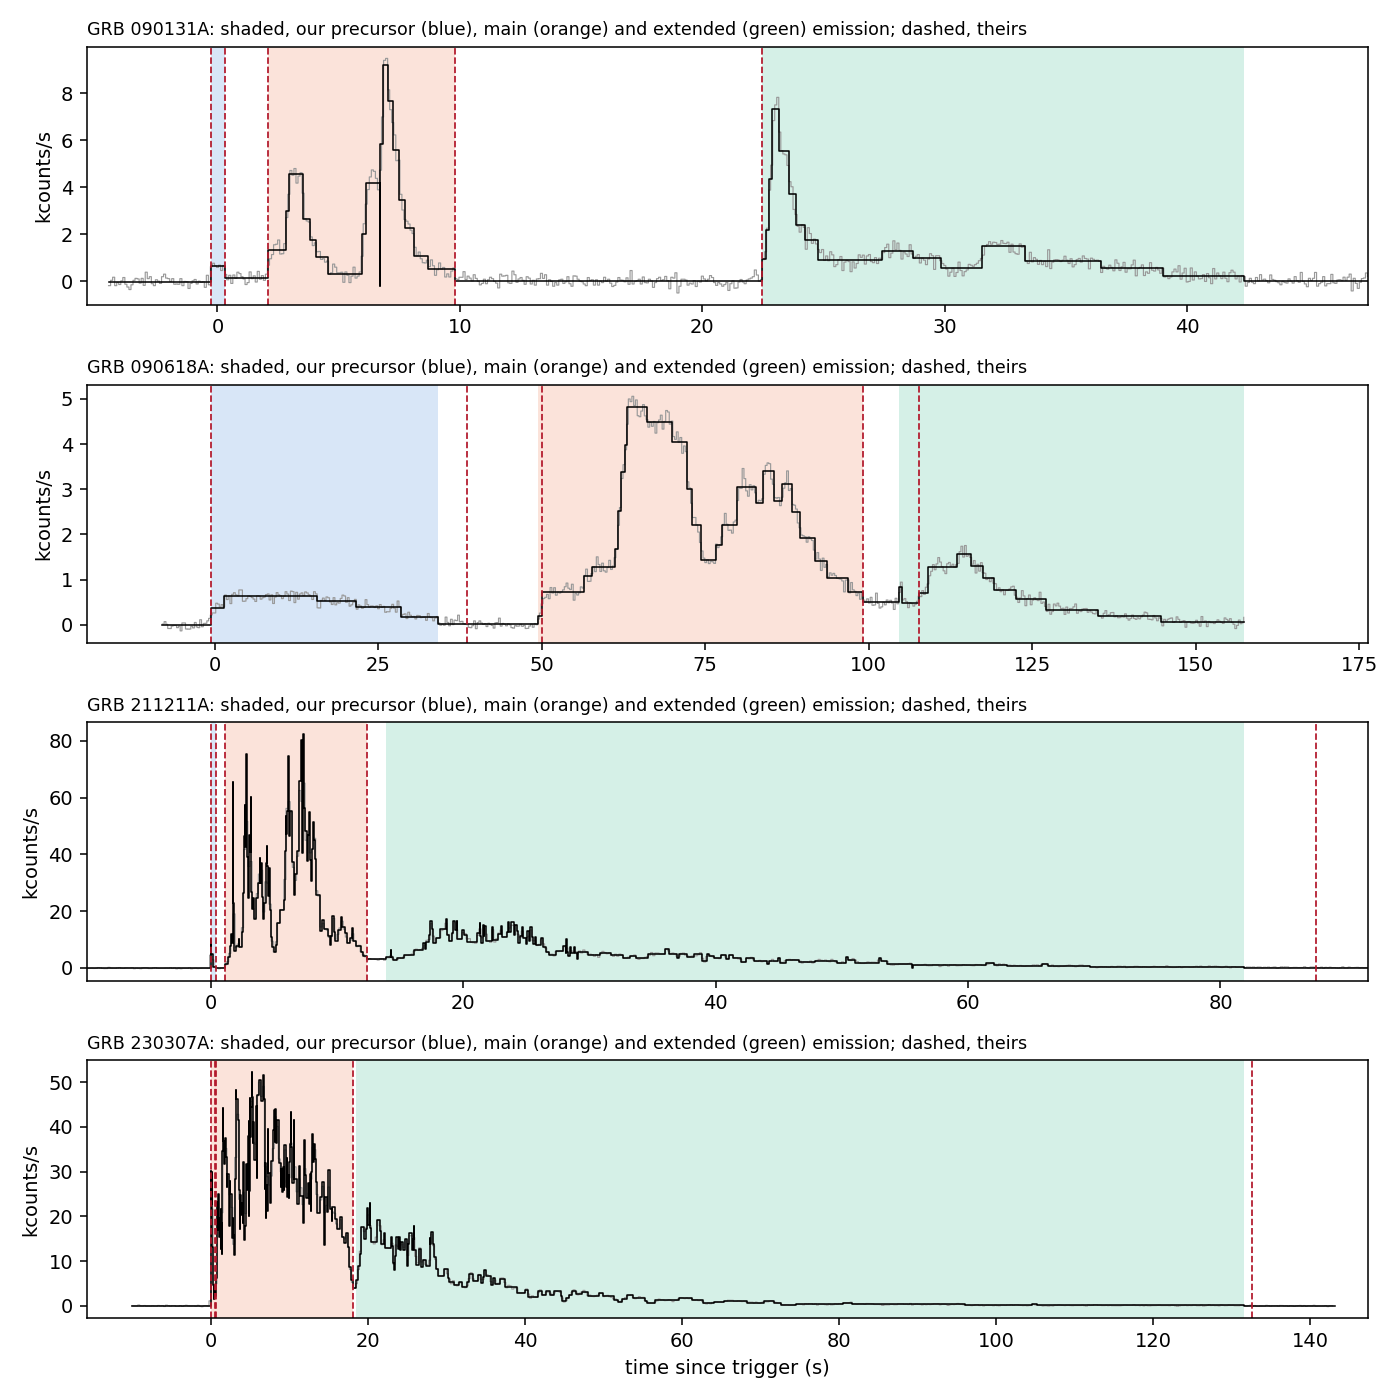 GRB 090131A: shaded, our precursor (blue), main (orange) and extended (green) emission; dashed, theirs
kcounts/s
8
6
4
2
0
0 10 20 30 40
GRB 090618A: shaded, our precursor (blue), main (orange) and extended (green) emission; dashed, theirs
kcounts/s
5
4
3
2
1
0
0 25 50 75 100 125 150 175
GRB 211211A: shaded, our precursor (blue), main (orange) and extended (green) emission; dashed, theirs
kcounts/s
80
60
40
20
0
0 20 40 60 80
GRB 230307A: shaded, our precursor (blue), main (orange) and extended (green) emission; dashed, theirs
kcounts/s
50
40
30
20
10
0
0 20 40 60 80 100 120 140
time since trigger (s)